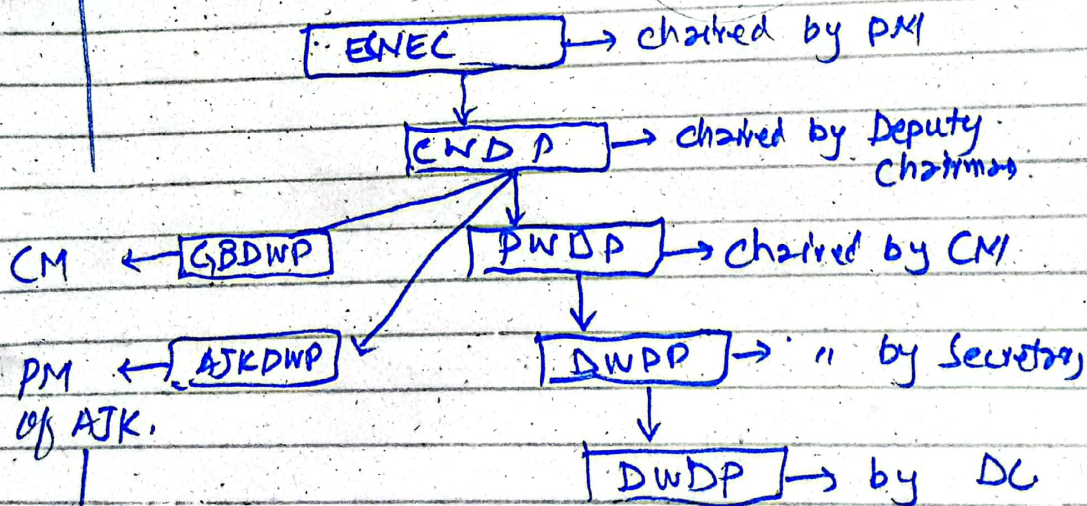 ECNEC → chaired by PM
CWDP → chaired by Deputy
chairman
CM ← GBDWP PWDP → chaired by CM
PM ← AJKDWP DWDP → " by Secretary
of AJK.
DWDP → by DC